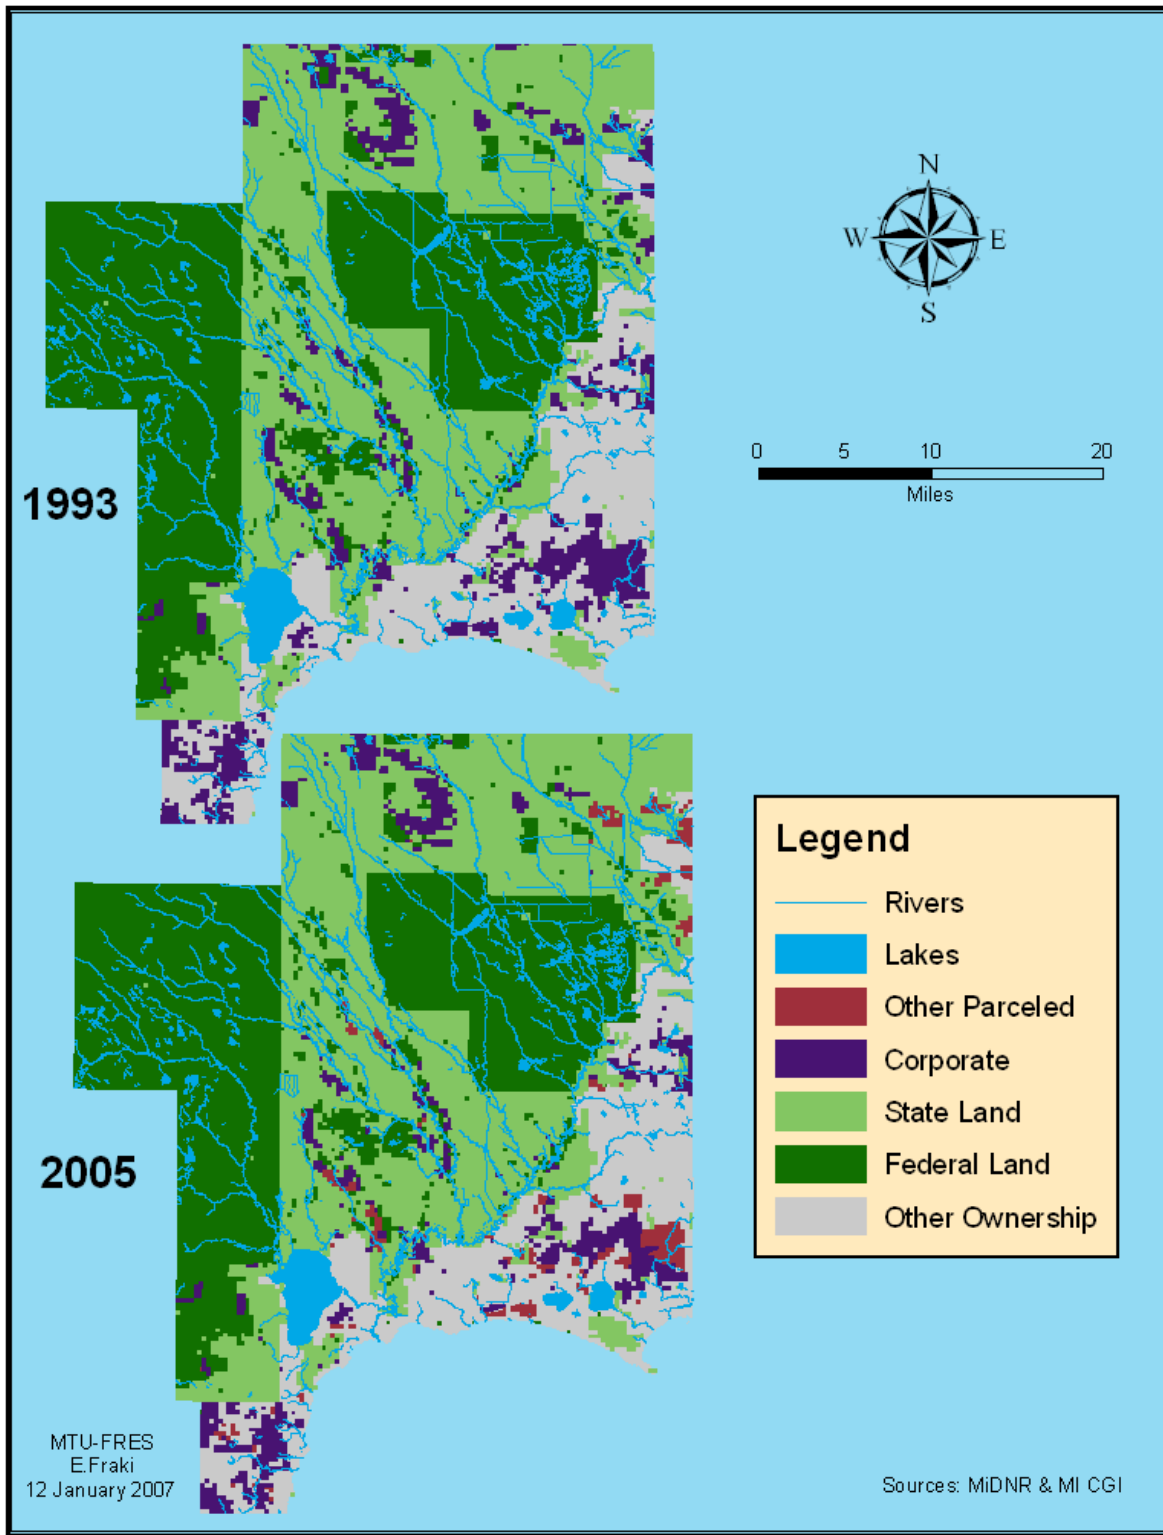 N
W E
S
0 5 10 20
Miles
1993
2005
Legend
Rivers
Lakes
Other Parceled
Corporate
State Land
Federal Land
Other Ownership
MTU-FRES
E.Fraki
12 January 2007
Sources: MiDNR & MI CGI